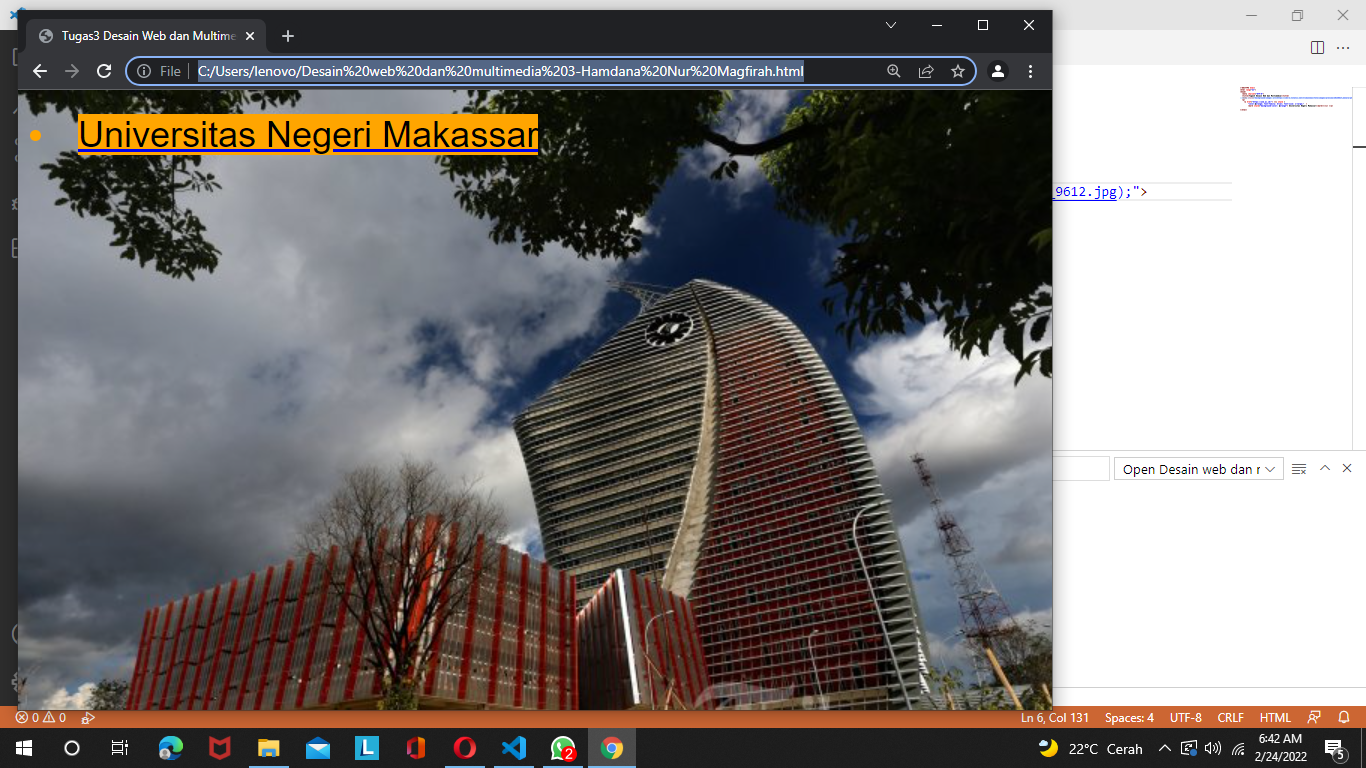 Tugas3 Desain Web dan Multime
File
C:/Users/lenovo/Desain%20web%20dan%20multimedia%203-Hamdana%20Nur%20Magfirah.html
Universitas Negeri Makassar
_9612.jpg);">
Open Desain web dan r
0 0
Ln 6, Col 131 Spaces: 4 UTF-8 CRLF HTML
L
2
22°C Cerah
6:42 AM
2/24/2022
5